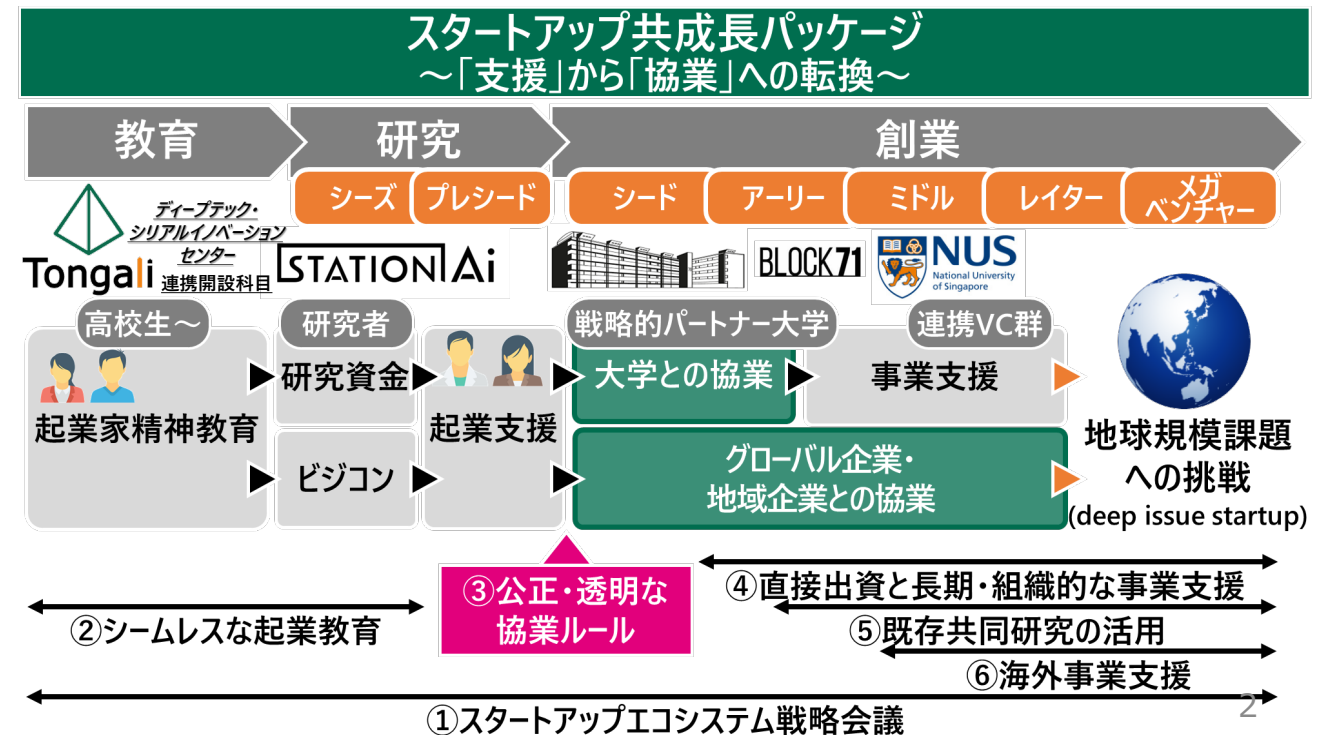 スタートアップ共成長パッケージ
～「支援」から「協業」への転換～
教育
研究
創業
シーズ
プレシード
シード
アーリー
ミドル
レイター
メガ
ベンチャー
Tongali
ディープテック・
シリアルイノベーション
センター
連携開設科目
STATION Ai
BLOCK71
NUS
National University
of Singapore
高校生～
研究者
戦略的パートナー大学
連携VC群
起業家精神教育
研究資金
ビジコン
起業支援
大学との協業
事業支援
グローバル企業・
地域企業との協業
地球規模課題
への挑戦
(deep issue startup)
③公正・透明な
協業ルール
④直接出資と長期・組織的な事業支援
②シームレスな起業教育
⑤既存共同研究の活用
⑥海外事業支援
①スタートアップエコシステム戦略会議
2